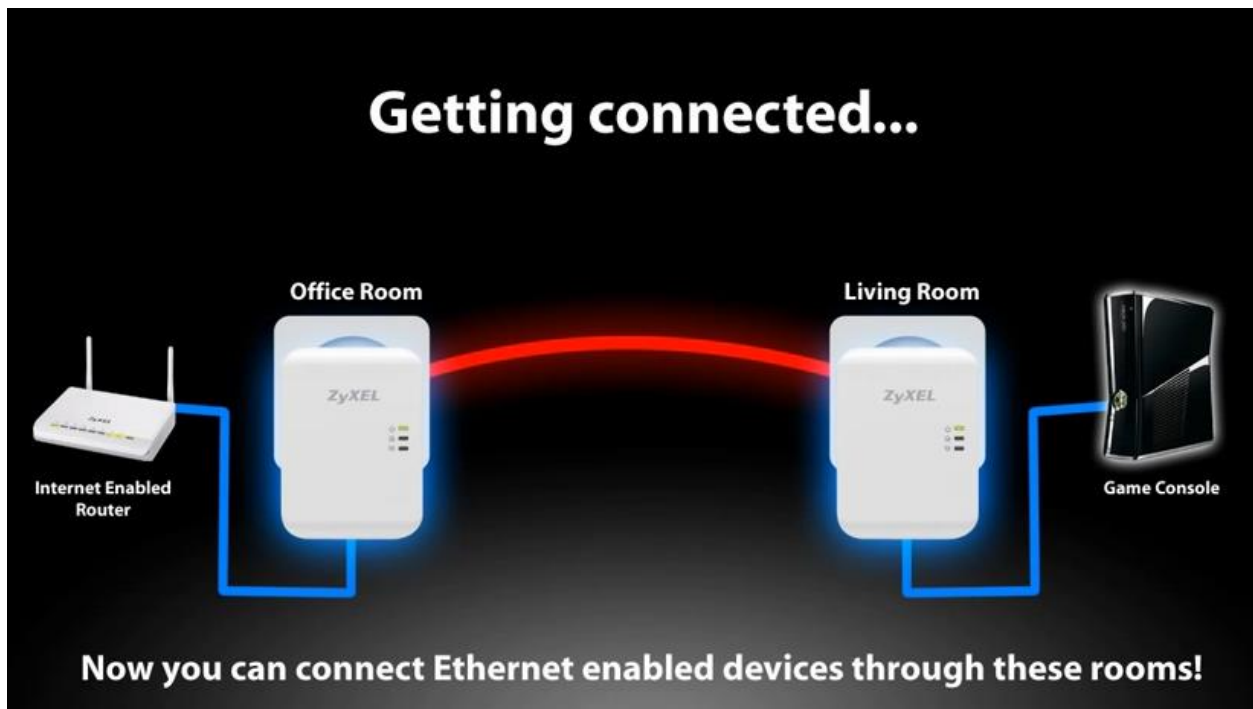 Getting connected...
Office Room
Living Room
ZyXEL
ZyXEL
ZyXEL
Internet Enabled
Router
Game Console
Now you can connect Ethernet enabled devices through these rooms!